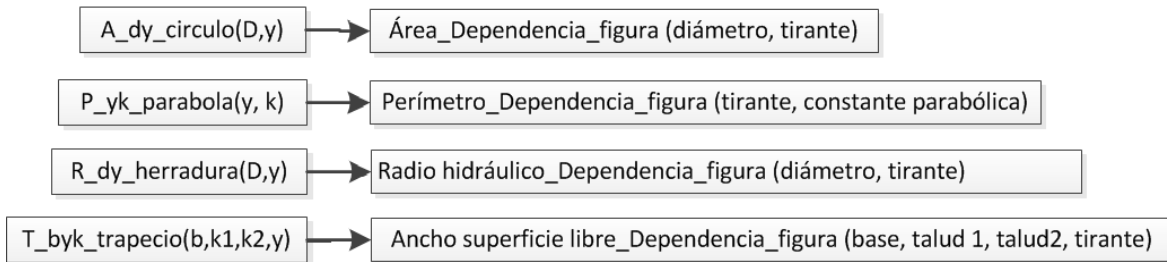 A_dy_circulo(D,y) Área_Dependencia_figura (diámetro, tirante)
P_yk_parabola(y, k) Perímetro_Dependencia_figura (tirante, constante parabólica)
R_dy_herradura(D,y) Radio hidráulico_Dependencia_figura (diámetro, tirante)
T_byk_trapecio(b,k1,k2,y) Ancho superficie libre_Dependencia_figura (base, talud 1, talud2, tirante)